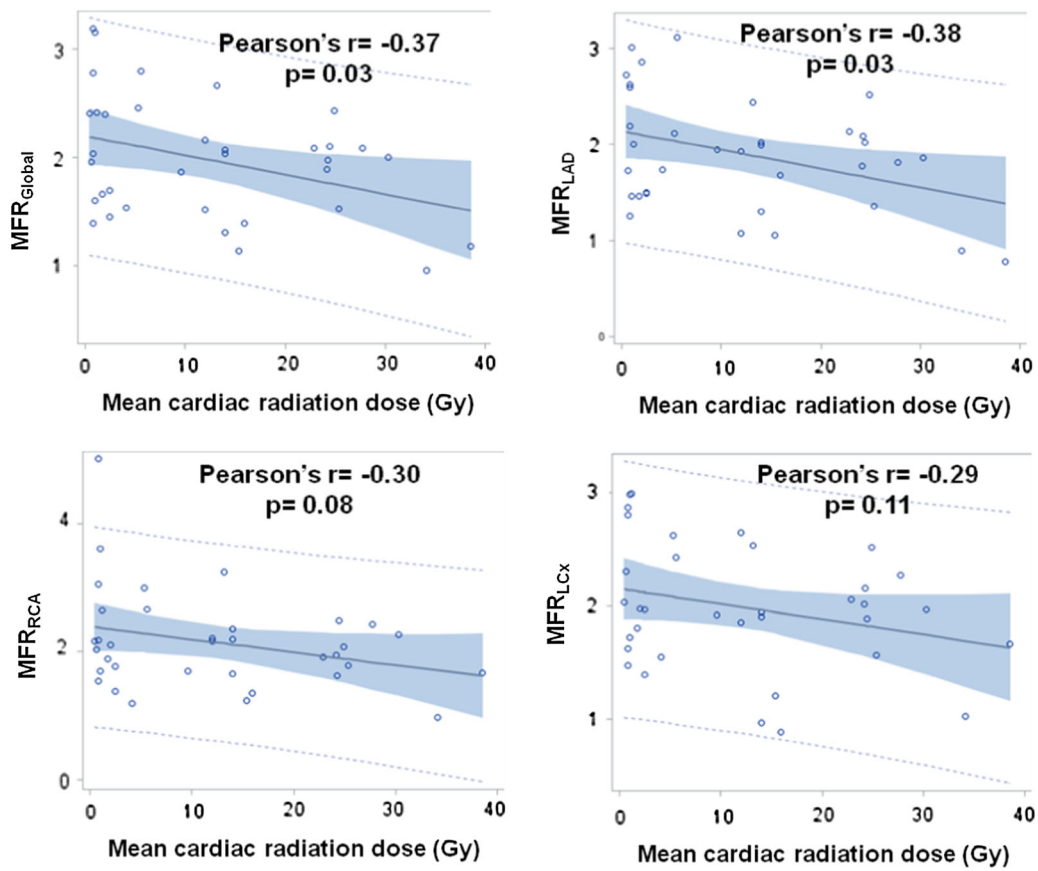 Pearson's r= -0.37
p= 0.03
3
2
1
MFRGlobal
0 10 20 30 40
Mean cardiac radiation dose (Gy)
Pearson's r= -0.38
p= 0.03
3
2
1
0
MFRLAD
0 10 20 30 40
Mean cardiac radiation dose (Gy)
Pearson's r= -0.30
p= 0.08
4
2
0
MFRRCA
0 10 20 30 40
Mean cardiac radiation dose (Gy)
Pearson's r= -0.29
p= 0.11
3
2
1
MFRLCx
0 10 20 30 40
Mean cardiac radiation dose (Gy)